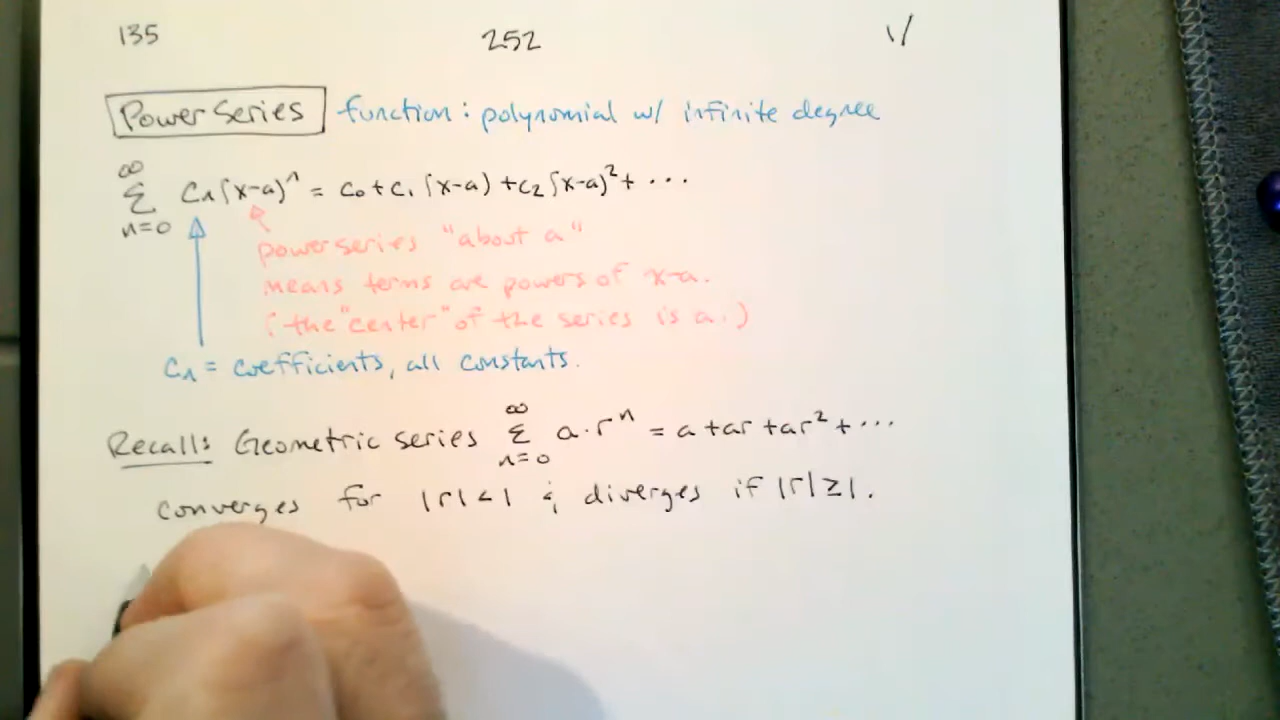 135 252 1/
Power Series function: polynomial w/ infinite degree
∞
Σ Cn(x-a)^n = C0 + C1(x-a) + C2(x-a)^2 + ...
n=0
power series "about a"
means terms are powers of x-a.
(the "center" of the series is a.)
Cn = coefficients, all constants.
∞
Recall: Geometric series Σ a·r^n = a + ar + ar^2 + ...
n=0
converges for |r|<1 & diverges if |r|≥1.